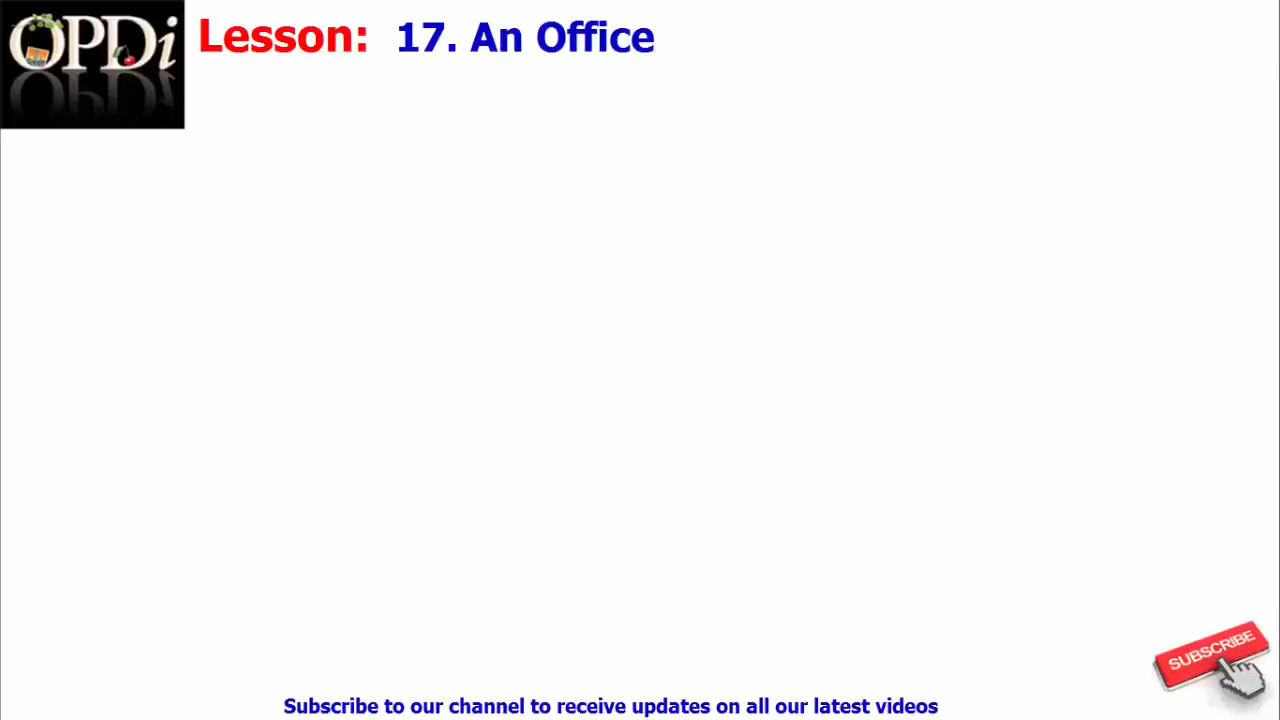 OPDi
Lesson: 17. An Office
SUBSCRIBE
Subscribe to our channel to receive updates on all our latest videos